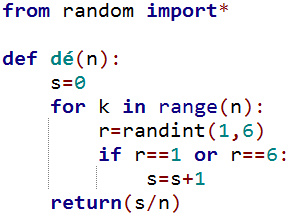 from random import*
def dé(n):
    s=0
    for k in range(n):
        r=randint(1,6)
        if r==1 or r==6:
            s=s+1
    return(s/n)